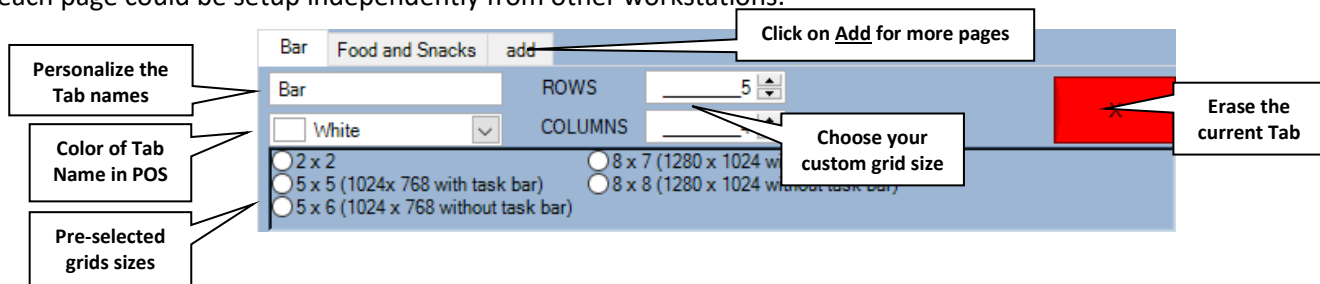 each page could be setup independently from other workstations.
Click on Add for more pages
Bar Food and Snacks add
Personalize the
Tab names
Bar ROWS 5
X
Erase the
current Tab
White COLUMNS
Color of Tab
Name in POS
Choose your
custom grid size
2 x 2 8 x 7 (1280 x 1024
5 x 5 (1024x 768 with task bar) 8 x 8 (1280 x 1024 without task bar)
5 x 6 (1024 x 768 without task bar)
Pre-selected
grids sizes